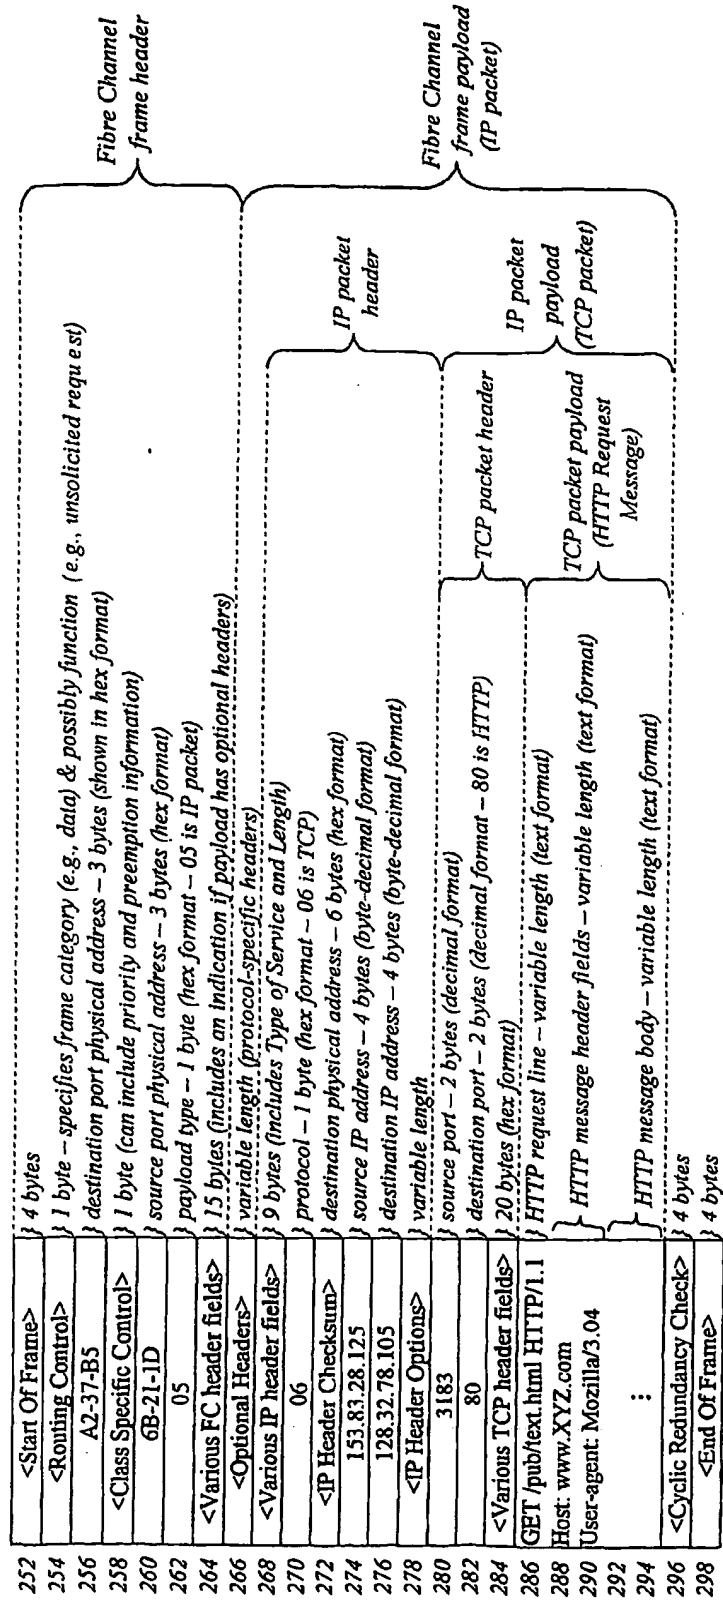 252 <Start Of Frame> } 4 bytes
254 <Routing Control> } 1 byte – specifies frame category (e.g., data) & possibly function (e.g., unsolicited request)
256 A2-37-B5 } destination port physical address – 3 bytes (shown in hex format)
258 <Class Specific Control> } 1 byte (can include priority and preemption information)
260 6B-21-1D } source port physical address – 3 bytes (hex format)
262 05 } payload type – 1 byte (hex format – 05 is IP packet)
264 <Various FC header fields> } 15 bytes (includes an indication if payload has optional headers)
266 <Optional Headers> } variable length (protocol-specific headers)
268 <Various IP header fields> } 9 bytes (includes Type of Service and Length)
270 06 } protocol – 1 byte (hex format – 06 is TCP)
272 <IP Header Checksum> } destination physical address – 6 bytes (hex format)
274 153.83.28.125 } source IP address – 4 bytes (byte-decimal format)
276 128.32.78.105 } destination IP address – 4 bytes (byte-decimal format)
278 <IP Header Options> } variable length
280 3183 } source port – 2 bytes (decimal format)
282 80 } destination port – 2 bytes (decimal format – 80 is HTTP)
284 <Various TCP header fields> } 20 bytes (hex format)
286 GET /pub/text.html HTTP/1.1 } HTTP request line – variable length (text format)
288 Host: www.XYZ.com
290 User-agent: Mozilla/3.04
HTTP message header fields – variable length (text format)
292
294 ...
HTTP message body – variable length (text format)
296 <Cyclic Redundancy Check> } 4 bytes
298 <End Of Frame> } 4 bytes
TCP packet header
TCP packet payload
(HTTP Request
Message)
IP packet
header
IP packet
payload
(TCP packet)
Fibre Channel
frame header
Fibre Channel
frame payload
(IP packet)